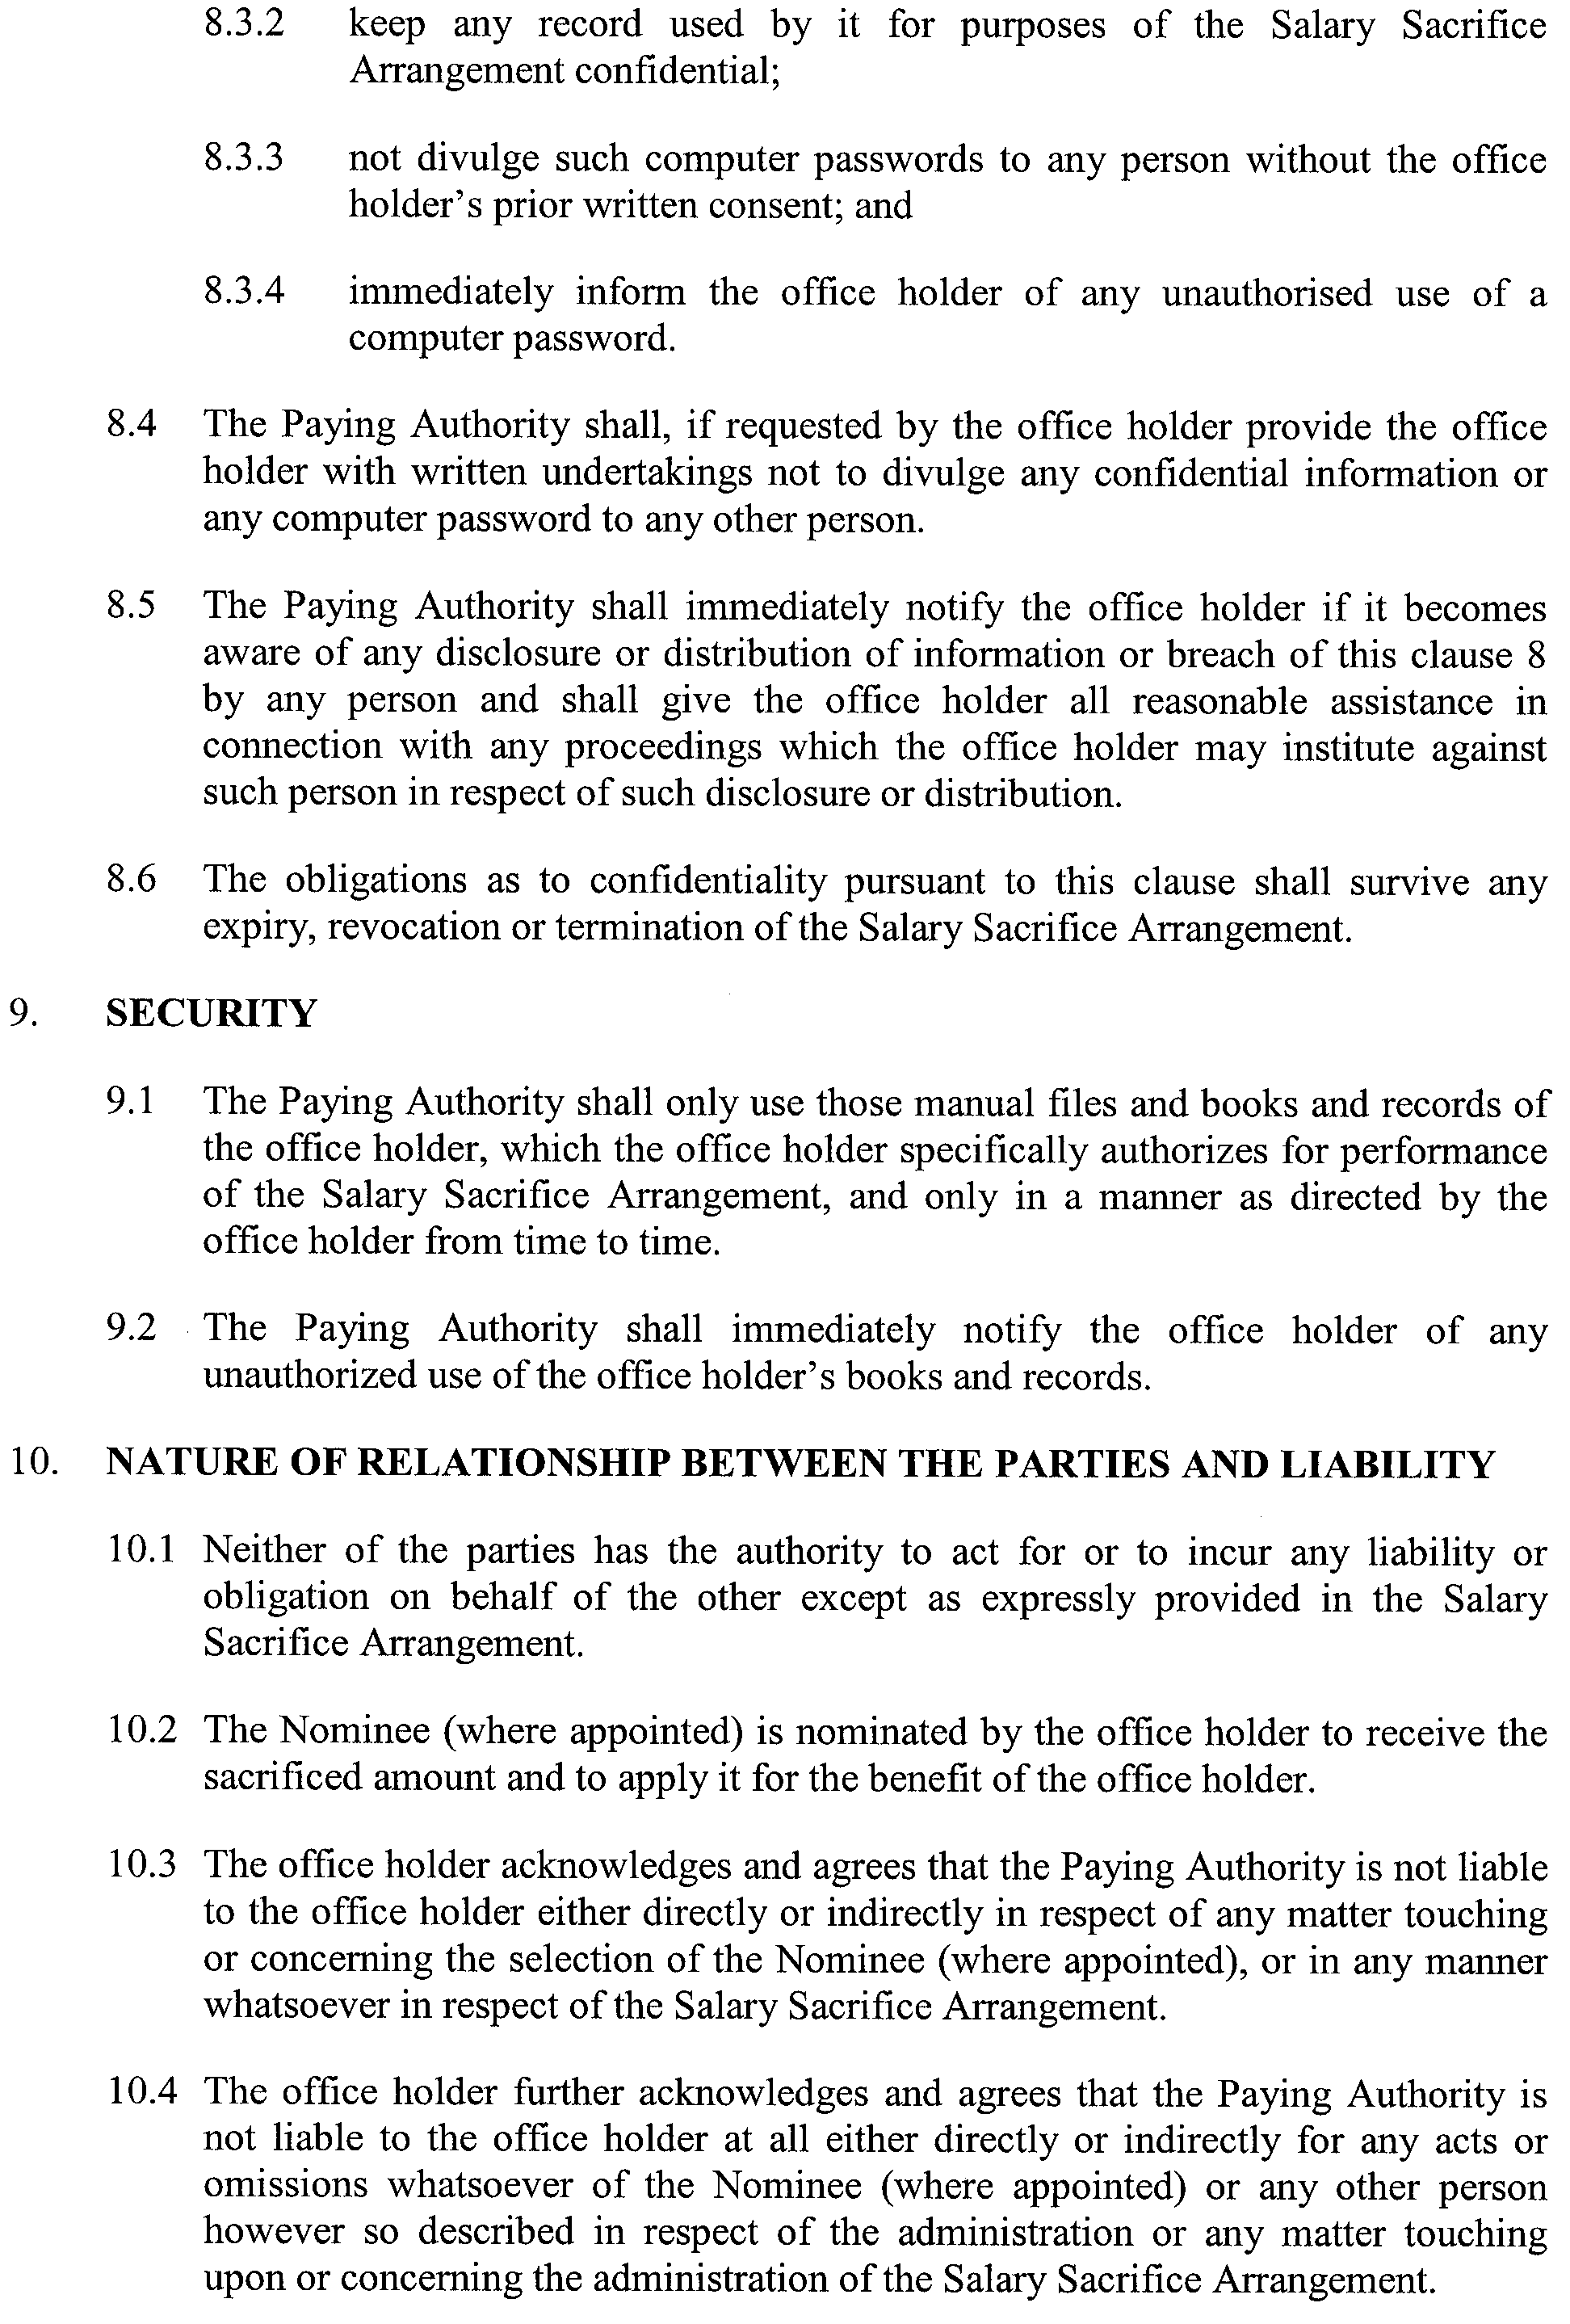 8.3.2 keep any record used by it for purposes of the Salary Sacrifice
Arrangement confidential;
8.3.3 not divulge such computer passwords to any person without the office
holder’s prior written consent; and
8.3.4 immediately inform the office holder of any unauthorised use of a
computer password.
8.4 The Paying Authority shall, if requested by the office holder provide the office
holder with written undertakings not to divulge any confidential information or
any computer password to any other person.
8.5 The Paying Authority shall immediately notify the office holder if it becomes
aware of any disclosure or distribution of information or breach of this clause 8
by any person and shall give the office holder all reasonable assistance in
connection with any proceedings which the office holder may institute against
such person in respect of such disclosure or distribution.
8.6 The obligations as to confidentiality pursuant to this clause shall survive any
expiry, revocation or termination of the Salary Sacrifice Arrangement.
9. SECURITY
9.1 The Paying Authority shall only use those manual files and books and records of
the office holder, which the office holder specifically authorizes for performance
of the Salary Sacrifice Arrangement, and only in a manner as directed by the
office holder from time to time.
9.2 The Paying Authority shall immediately notify the office holder of any
unauthorized use of the office holder’s books and records.
10. NATURE OF RELATIONSHIP BETWEEN THE PARTIES AND LIABILITY
10.1 Neither of the parties has the authority to act for or to incur any liability or
obligation on behalf of the other except as expressly provided in the Salary
Sacrifice Arrangement.
10.2 The Nominee (where appointed) is nominated by the office holder to receive the
sacrificed amount and to apply it for the benefit of the office holder.
10.3 The office holder acknowledges and agrees that the Paying Authority is not liable
to the office holder either directly or indirectly in respect of any matter touching
or concerning the selection of the Nominee (where appointed), or in any manner
whatsoever in respect of the Salary Sacrifice Arrangement.
10.4 The office holder further acknowledges and agrees that the Paying Authority is
not liable to the office holder at all either directly or indirectly for any acts or
omissions whatsoever of the Nominee (where appointed) or any other person
however so described in respect of the administration or any matter touching
upon or concerning the administration of the Salary Sacrifice Arrangement.